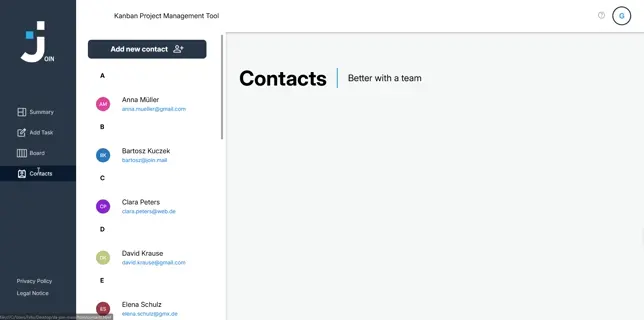 Kanban Project Management Tool
G
JOIN
Summary
Add Task
Board
Contacts
Privacy Policy
Legal Notice
Add new contact
A
AM
Anna Müller
anna.mueller@gmail.com
B
BK
Bartosz Kuczek
bartosz@join.mail
C
CP
Clara Peters
clara.peters@web.de
D
DK
David Krause
david.krause@gmail.com
E
ES
Elena Schulz
elena.schulz@gmx.de
Contacts
Better with a team